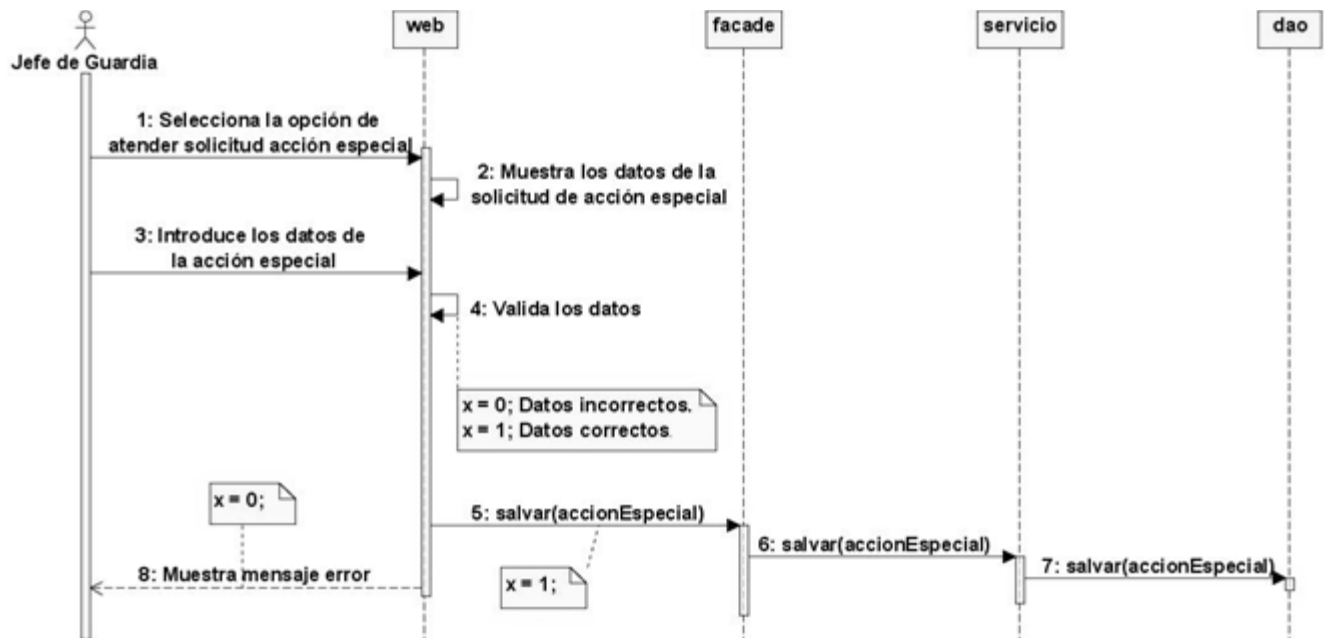 web
facade
servicio
dao
Jefe de Guardia
1: Selecciona la opción de
atender solicitud acción especial
2: Muestra los datos de la
solicitud de acción especial
3: Introduce los datos de
la acción especial
4: Valida los datos
x = 0; Datos incorrectos.
x = 1; Datos correctos.
x = 0;
5: salvar(accionEspecial)
6: salvar(accionEspecial)
7: salvar(accionEspecial)
8: Muestra mensaje error
x = 1;